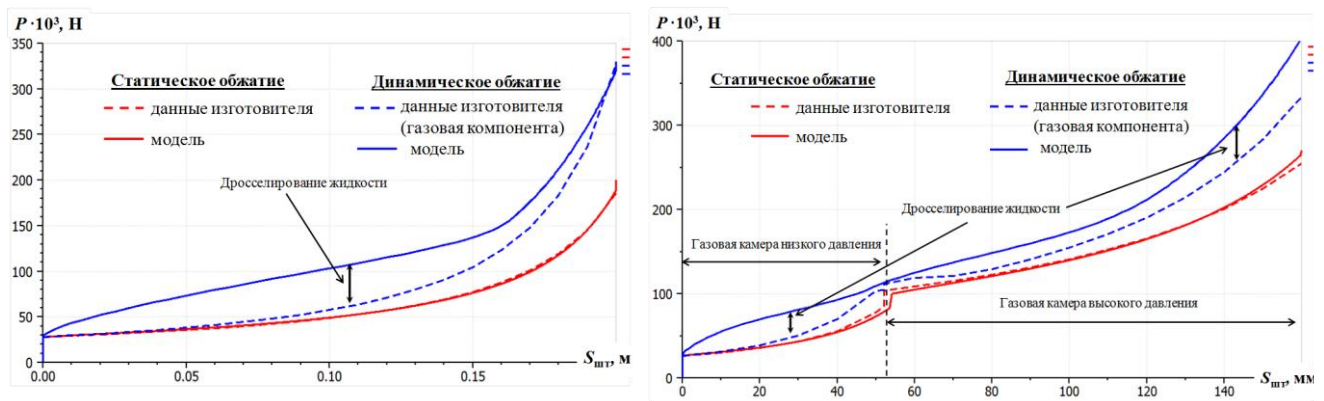 P ·10³, Н
350
300
250
200
150
100
50
0
Статическое обжатие
данные изготовителя
модель
Динамическое обжатие
данные изготовителя
(газовая компонента)
модель
Дросселирование жидкости
0.00
0.05
0.10
0.15
Sшт, м
P ·10³, Н
400
300
200
100
0
Статическое обжатие
данные изготовителя
модель
Динамическое обжатие
данные изготовителя
(газовая компонента)
модель
Дросселирование жидкости
Газовая камера низкого давления
Газовая камера высокого давления
0
20
40
60
80
100
120
140
Sшт, мм